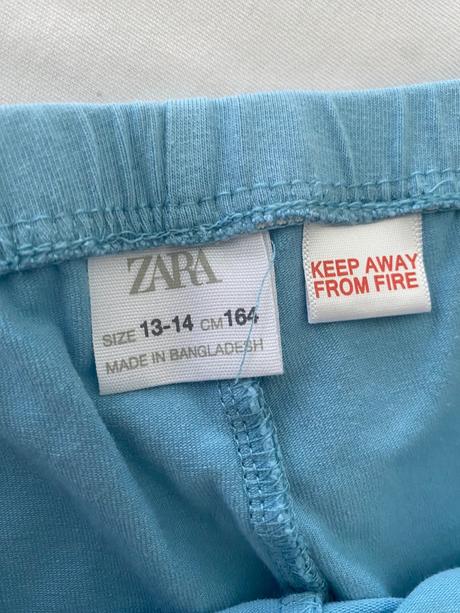 ZARA
SIZE 13-14 CM 164
MADE IN BANGLADESH
KEEP AWAY
FROM FIRE